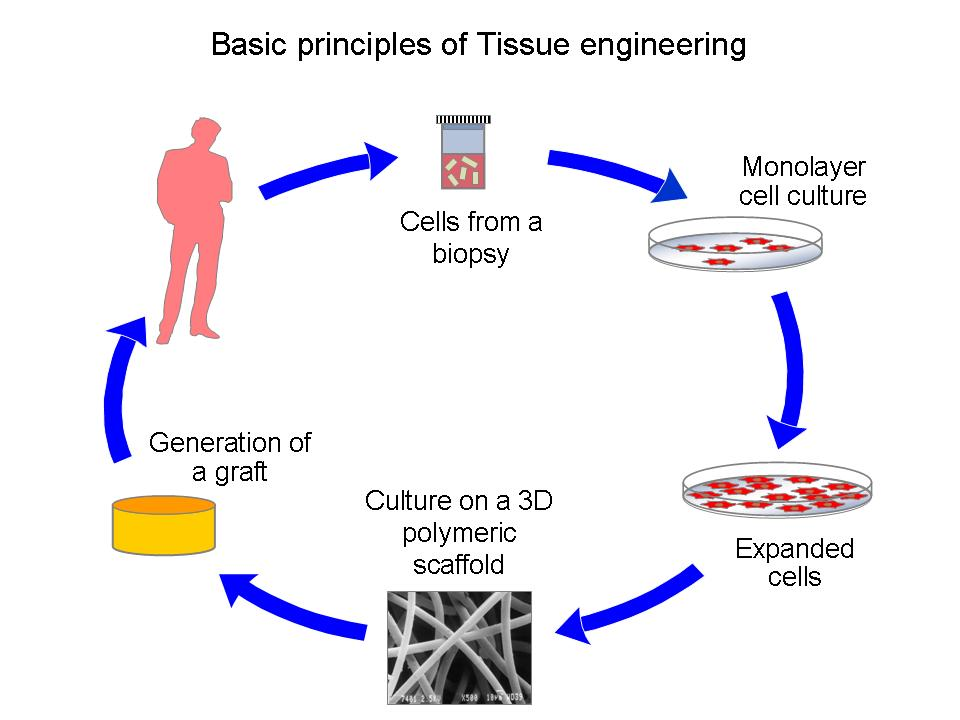 Basic principles of Tissue engineering
Cells from a
biopsy
Monolayer
cell culture
Expanded
cells
Culture on a 3D
polymeric
scaffold
X500
Generation of
a graft